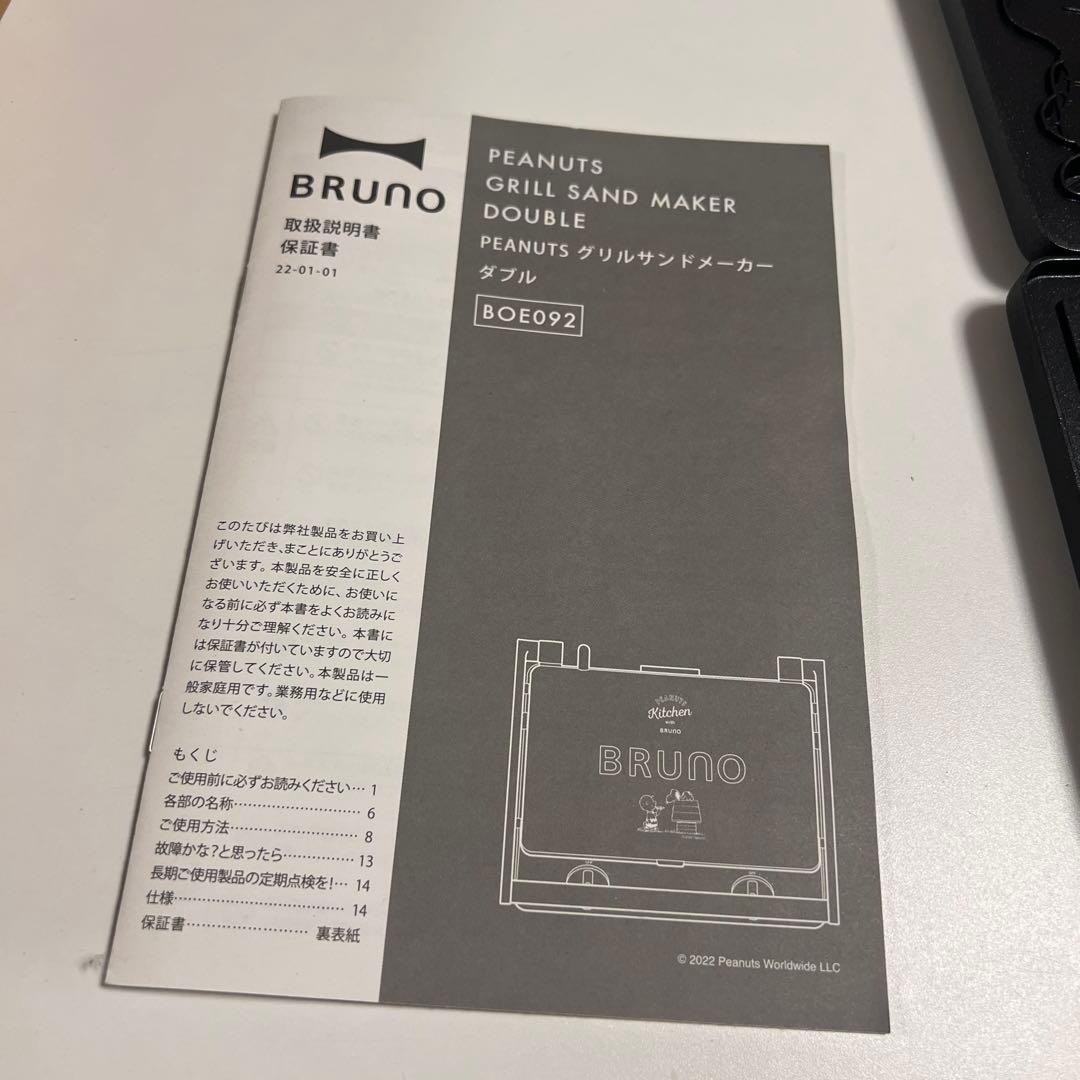 BRUNO
取扱説明書
保証書
22-01-01
PEANUTS
GRILL SAND MAKER
DOUBLE
PEANUTS グリルサンドメーカー
ダブル
BOE092
このたびは弊社製品をお買い上
げいただき、まことにありがとうご
ざいます。本製品を安全に正しく
お使いいただくために、お使いに
なる前に必ず本書をよくお読みに
なり十分ご理解ください。本書に
は保証書が付いていますので大切
に保管してください。本製品は一
般家庭用です。業務用などに使用
しないでください。
もくじ
ご使用前に必ずお読みください… 1
各部の名称…………………… 6
ご使用方法…………………… 8
故障かな?と思ったら…………… 13
長期ご使用製品の定期点検を!… 14
仕様…………………………… 14
保証書…………………… 裏表紙
PEANUTS
Kitchen
with
BRUNO
BRUNO
© 2022 Peanuts Worldwide LLC